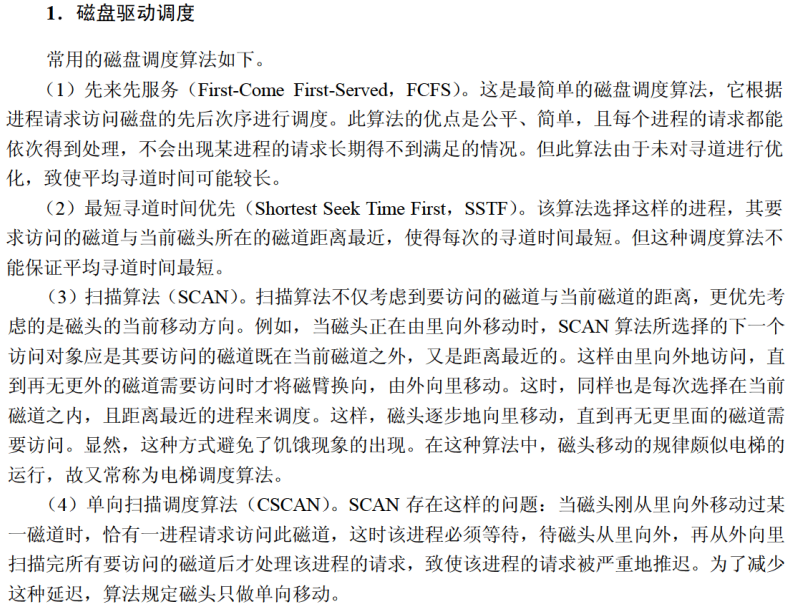 1．磁盘驱动调度
常用的磁盘调度算法如下。
（1）先来先服务（First-Come First-Served，FCFS）。这是最简单的磁盘调度算法，它根据
进程请求访问磁盘的先后次序进行调度。此算法的优点是公平、简单，且每个进程的请求都能
依次得到处理，不会出现某进程的请求长期得不到满足的情况。但此算法由于未对寻道进行优
化，致使平均寻道时间可能较长。
（2）最短寻道时间优先（Shortest Seek Time First，SSTF）。该算法选择这样的进程，其要
求访问的磁道与当前磁头所在的磁道距离最近，使得每次的寻道时间最短。但这种调度算法不
能保证平均寻道时间最短。
（3）扫描算法（SCAN）。扫描算法不仅考虑到要访问的磁道与当前磁道的距离，更优先考
虑的是磁头的当前移动方向。例如，当磁头正在由里向外移动时，SCAN 算法所选择的下一个
访问对象应是其要访问的磁道既在当前磁道之外，又是距离最近的。这样由里向外地访问，直
到再无更外的磁道需要访问时才将磁臂换向，由外向里移动。这时，同样也是每次选择在当前
磁道之内，且距离最近的进程来调度。这样，磁头逐步地向里移动，直到再无更里面的磁道需
要访问。显然，这种方式避免了饥饿现象的出现。在这种算法中，磁头移动的规律颇似电梯的
运行，故又常称为电梯调度算法。
（4）单向扫描调度算法（CSCAN）。SCAN 存在这样的问题：当磁头刚从里向外移动过某
一磁道时，恰有一进程请求访问此磁道，这时该进程必须等待，待磁头从里向外，再从外向里
扫描完所有要访问的磁道后才处理该进程的请求，致使该进程的请求被严重地推迟。为了减少
这种延迟，算法规定磁头只做单向移动。